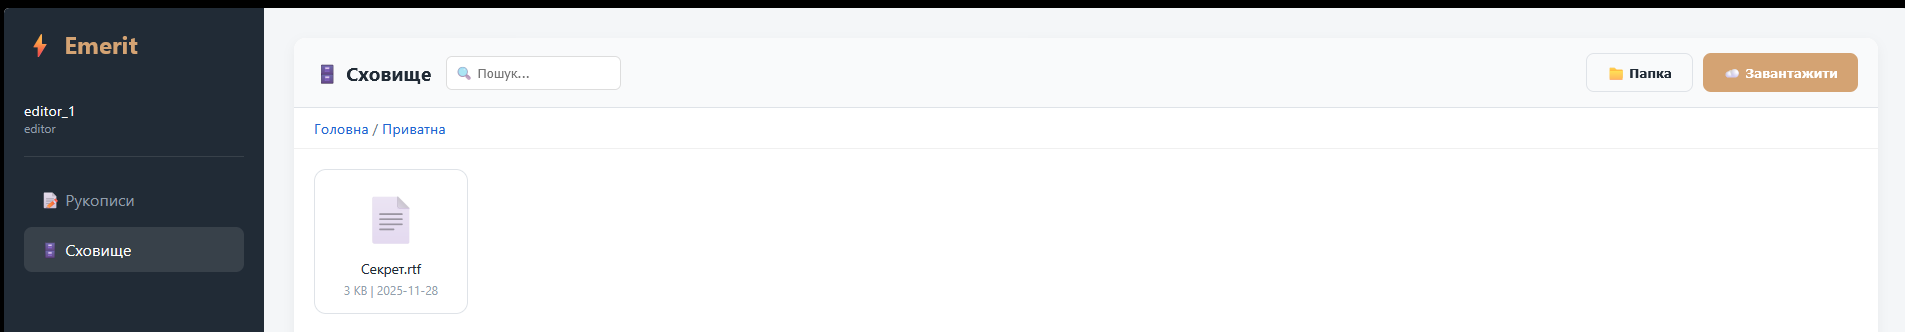 Emerit
editor_1
editor
Рукописи
Сховище
Сховище
Пошук...
Папка
Завантажити
Головна / Приватна
Секрет.rtf
3 KB | 2025-11-28